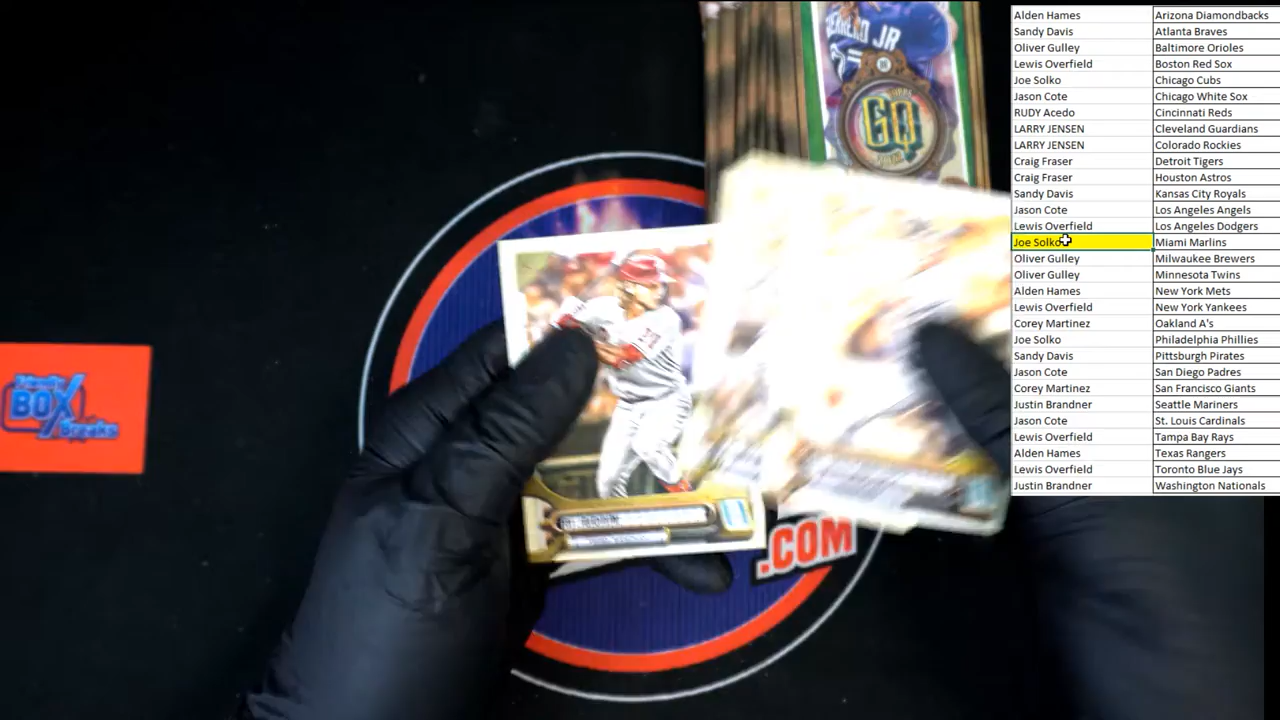 Alden Hames Arizona Diamondbacks
Sandy Davis Atlanta Braves
Oliver Gulley Baltimore Orioles
Lewis Overfield Boston Red Sox
Joe Solko Chicago Cubs
Jason Cote Chicago White Sox
RUDY Acedo Cincinnati Reds
LARRY JENSEN Cleveland Guardians
LARRY JENSEN Colorado Rockies
Craig Fraser Detroit Tigers
Craig Fraser Houston Astros
Sandy Davis Kansas City Royals
Jason Cote Los Angeles Angels
Lewis Overfield Los Angeles Dodgers
Joe Solko Miami Marlins
Oliver Gulley Milwaukee Brewers
Oliver Gulley Minnesota Twins
Alden Hames New York Mets
Lewis Overfield New York Yankees
Corey Martinez Oakland A's
Joe Solko Philadelphia Phillies
Sandy Davis Pittsburgh Pirates
Jason Cote San Diego Padres
Corey Martinez San Francisco Giants
Justin Brandner Seattle Mariners
Jason Cote St. Louis Cardinals
Lewis Overfield Tampa Bay Rays
Alden Hames Texas Rangers
Lewis Overfield Toronto Blue Jays
Justin Brandner Washington Nationals
JR
GQ
BOX
Breaks
.COM